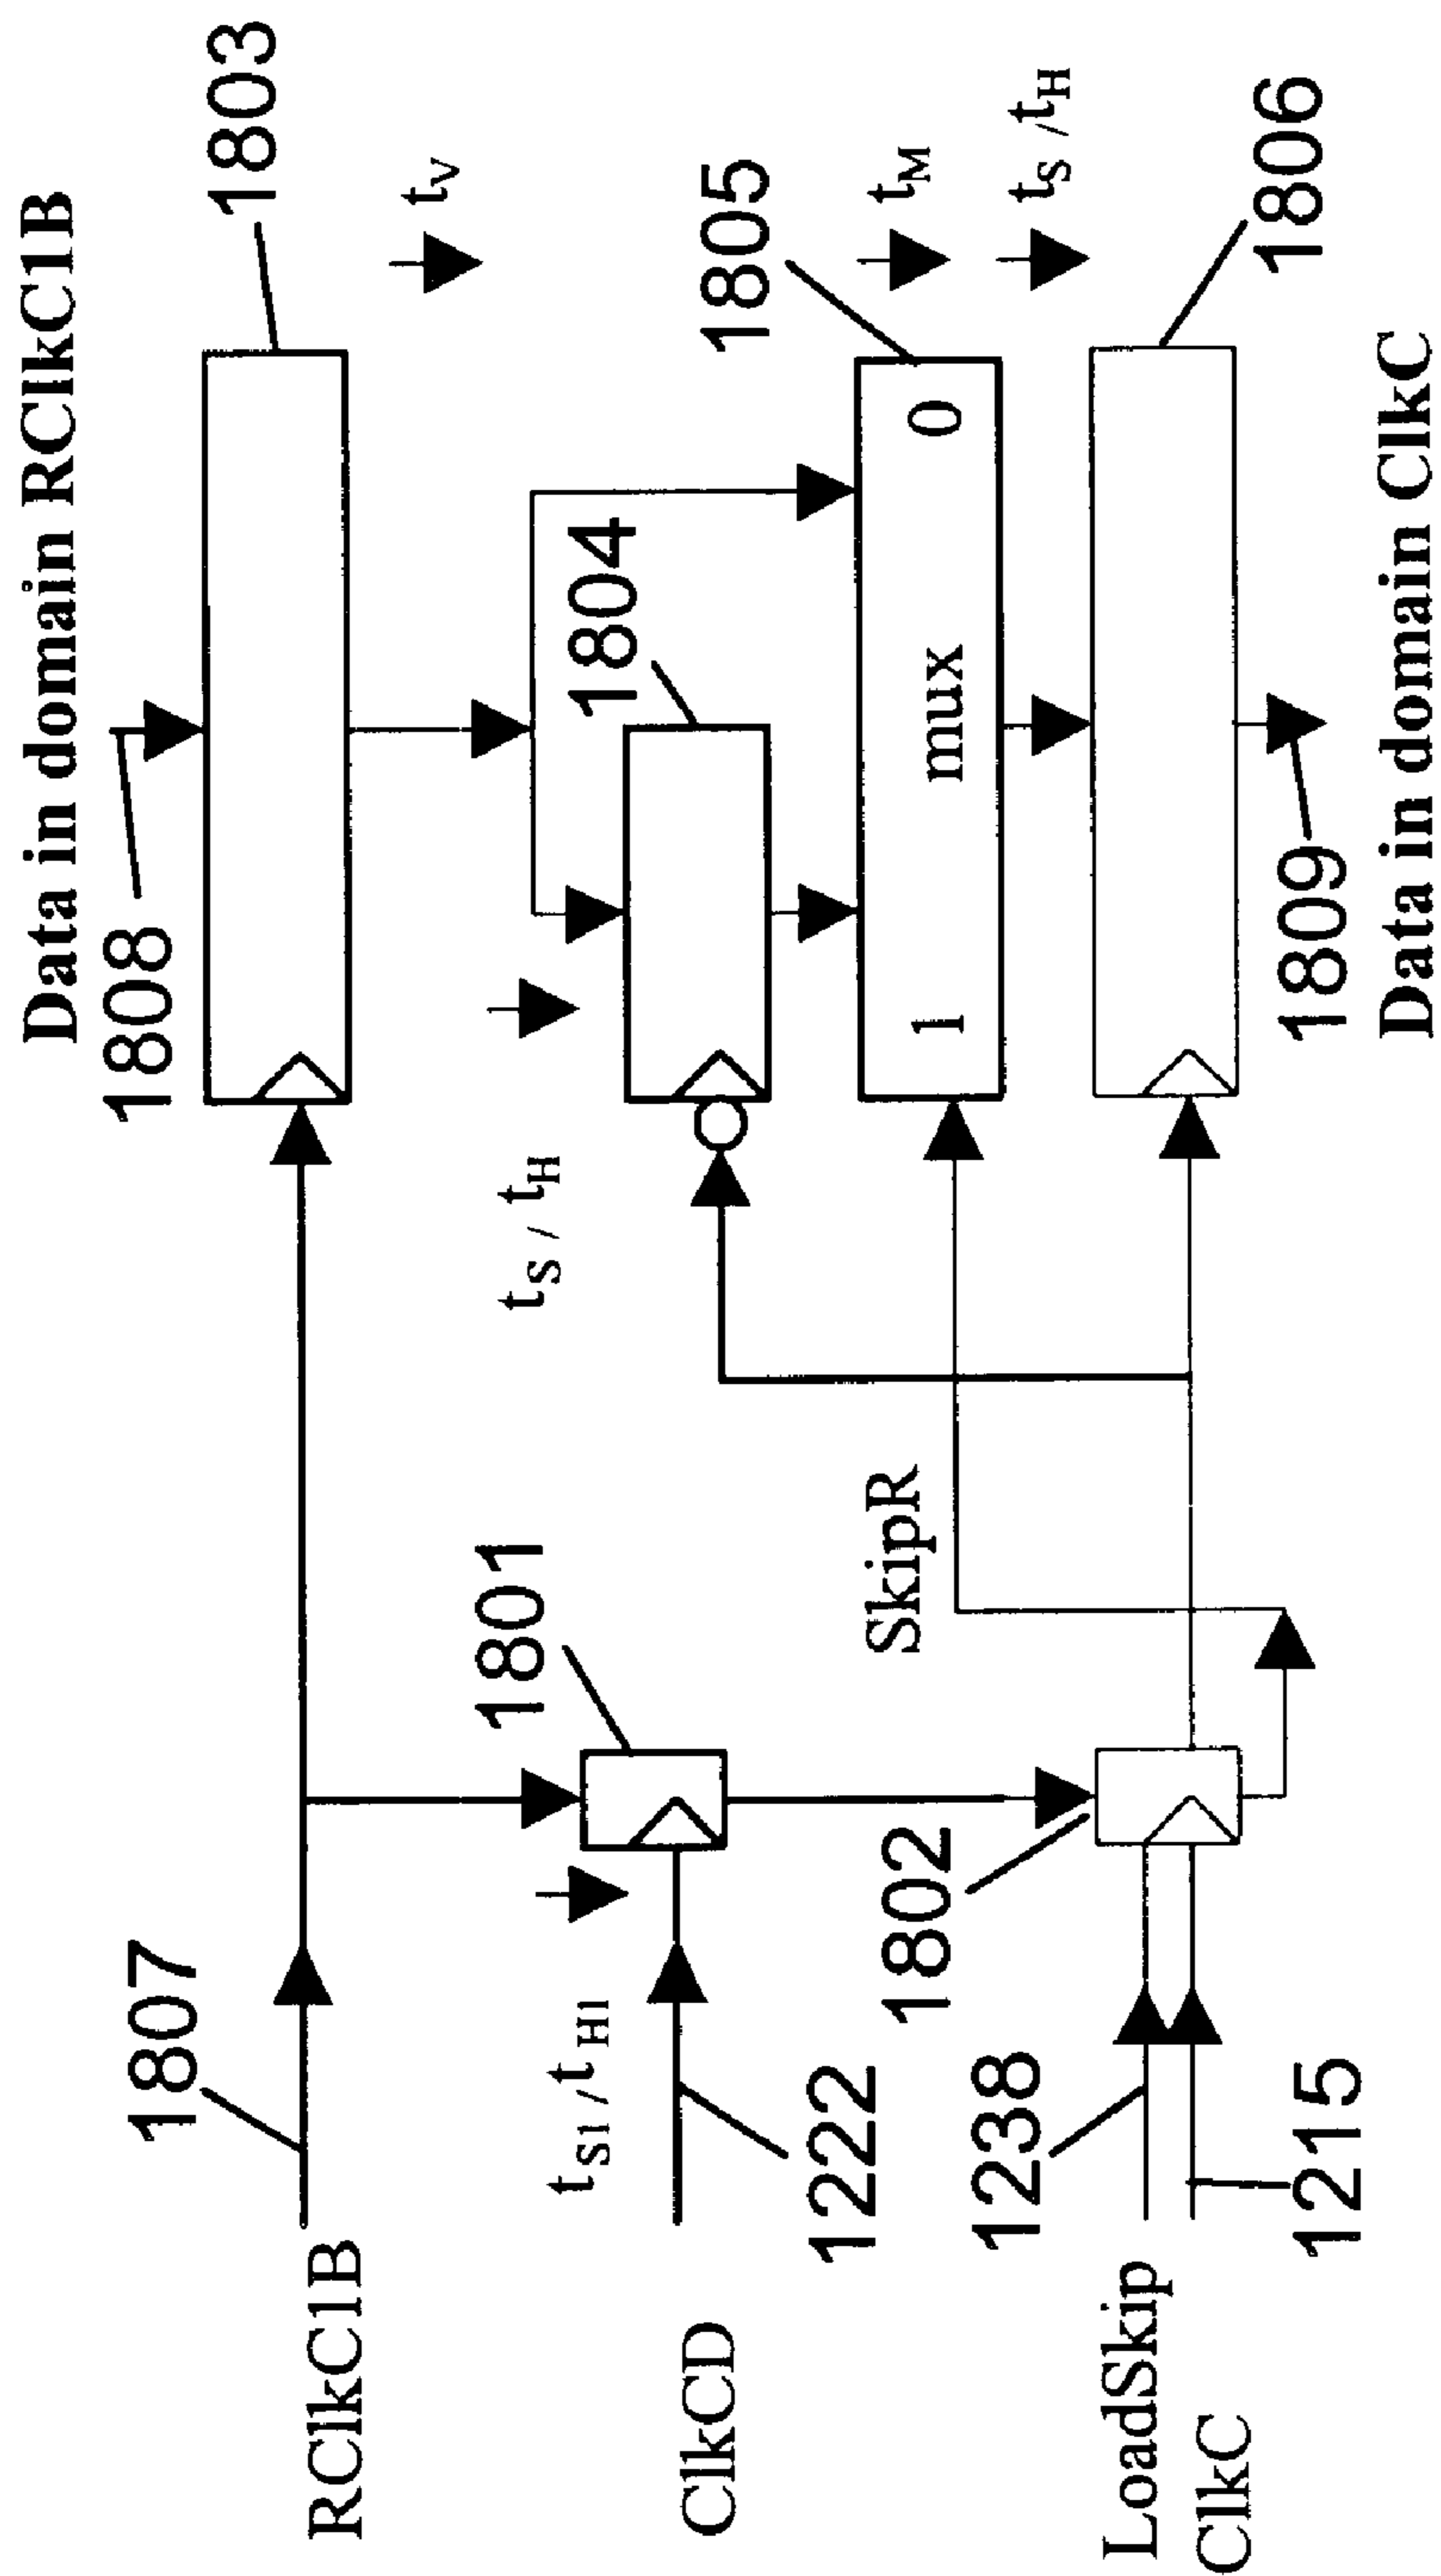 Data in domain RClkC1B
1808
1803
1807
RClkC1B
tV
1801
tS / tH
1804
tS1 / tH1
ClkCD
1222
1805
1 mux 0
tM
SkipR
1802
tS / tH
LoadSkip
1238
ClkC
1215
1806
1809
Data in domain ClkC